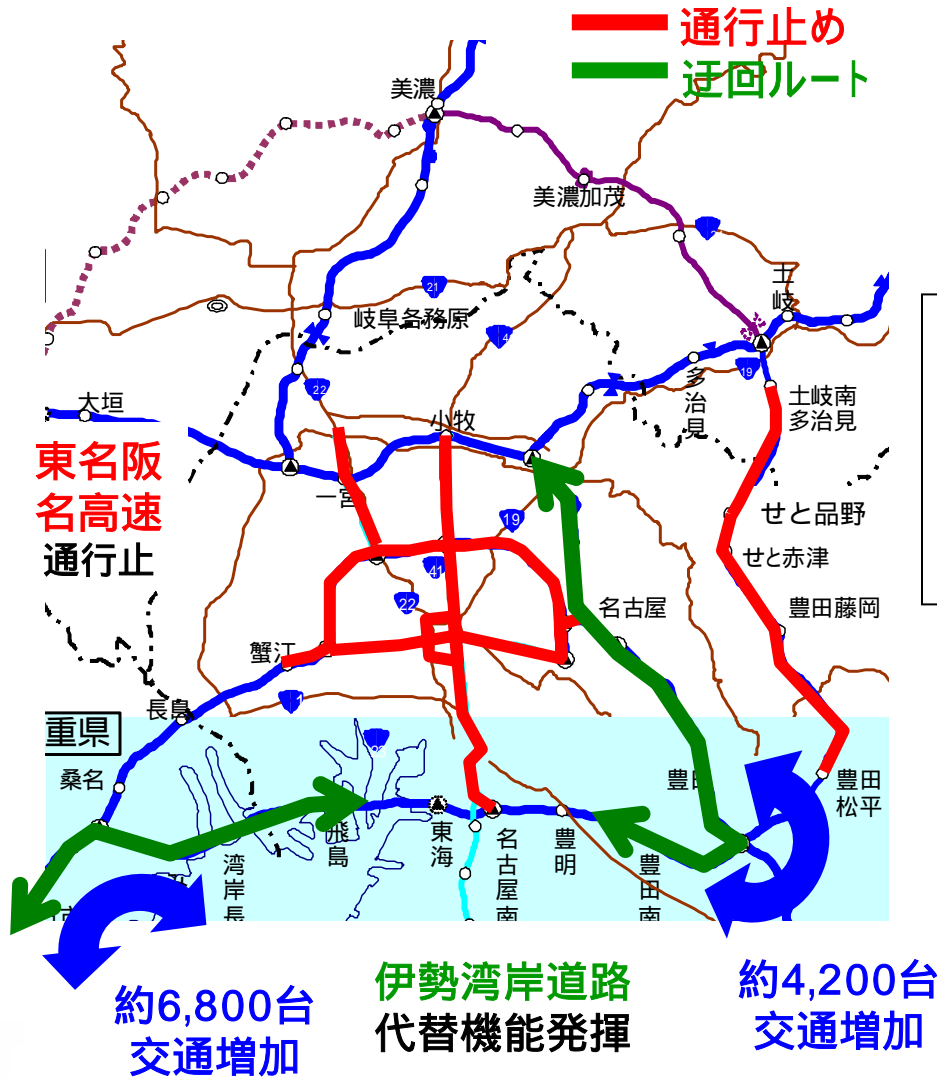 通行止め
迂回ルート
美濃
美濃加茂
土
岐
21
岐阜各務原
22
19
大垣
多
治
見
土岐南
多治見
小牧
東名阪
名高速
通行止
一宮
19
せと品野
せと赤津
41
22
名古屋
豊田藤岡
蟹江
1
長島
重県
桑名
豊田
豊田
松平
飛
島
東
海
名
古
屋
南
豊
明
豊
田
南
湾
岸
長
伊勢湾岸道路
代替機能発揮
約6,800台
交通増加
約4,200台
交通増加